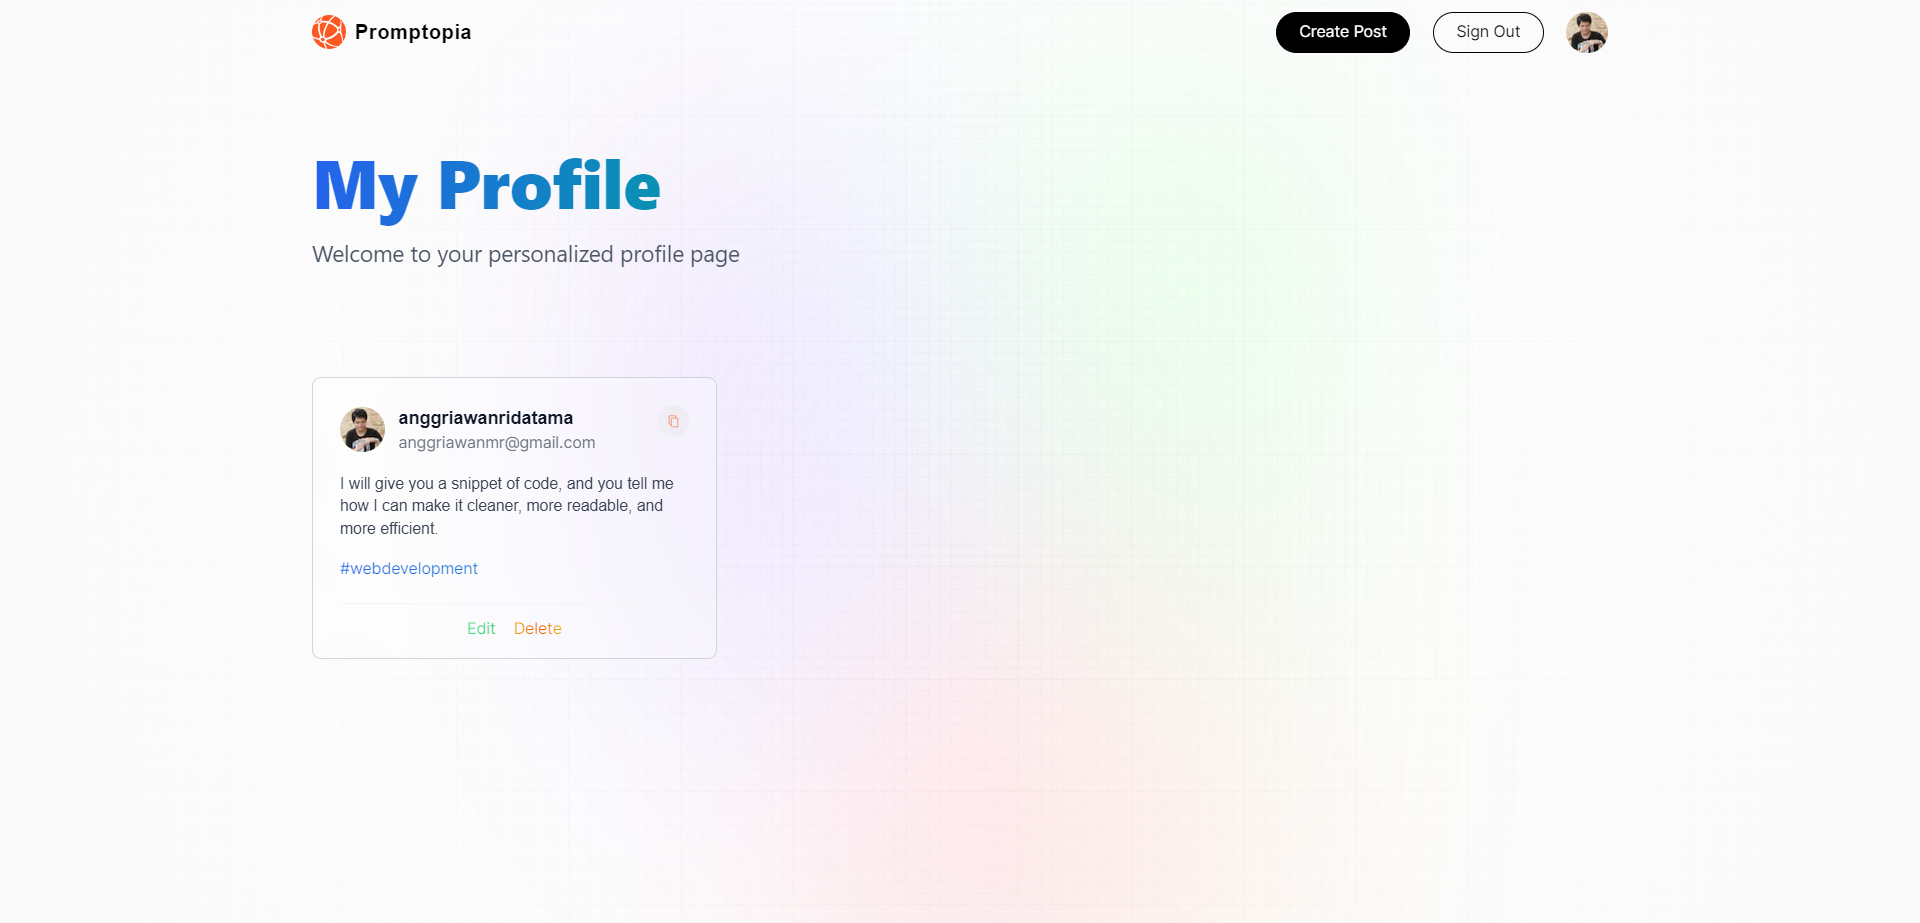 Promptopia
Create Post
Sign Out
My Profile
Welcome to your personalized profile page
anggriawanridatama
anggriawanmr@gmail.com
I will give you a snippet of code, and you tell me
how I can make it cleaner, more readable, and
more efficient.
#webdevelopment
Edit
Delete